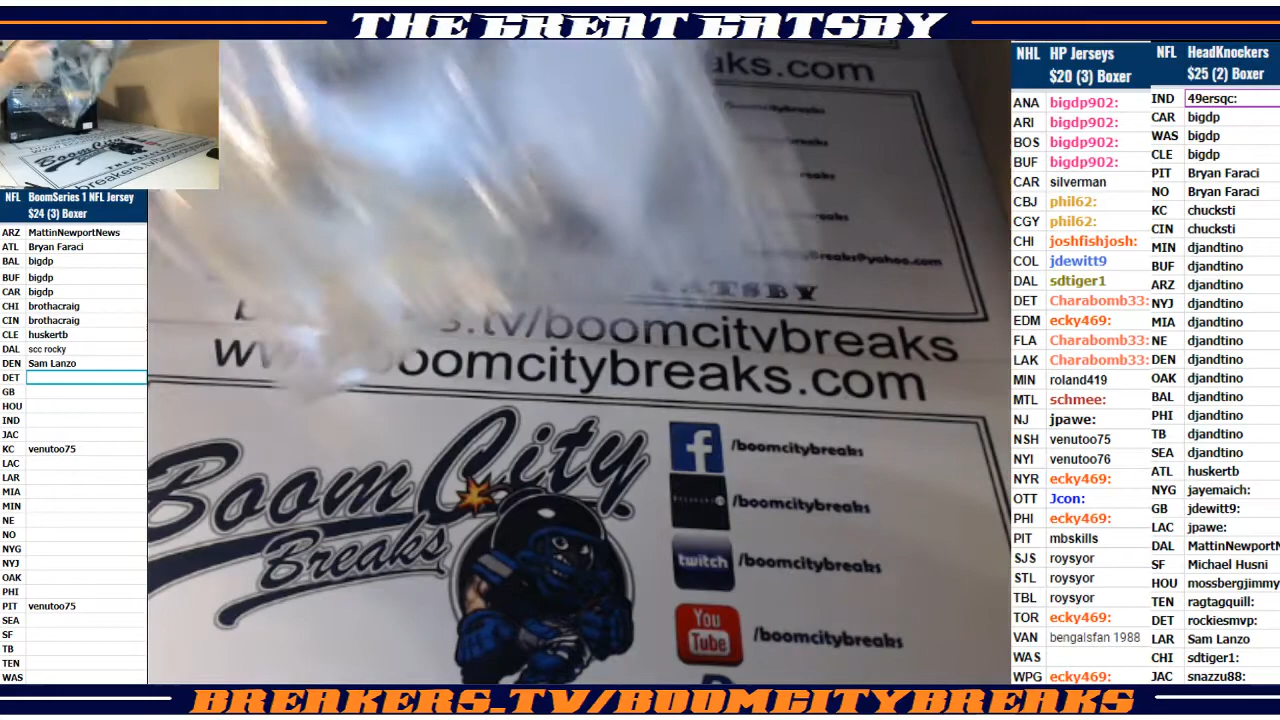 THE GREAT GATSBY
NFL BoomSeries 1 NFL Jersey
$24 (3) Boxer
ARZ MattinNewportNews
ATL Bryan Faraci
BAL bigdp
BUF bigdp
CAR bigdp
CHI brothacraig
CIN brothacraig
CLE huskertb
DAL scc rocky
DEN Sam Lanzo
DET
GB
HOU
IND
JAC
KC venutoo75
LAC
LAR
MIA
MIN
NE
NO
NYG
NYJ
OAK
PHI
PIT venutoo75
SEA
SF
TB
TEN
WAS
aks.com
GATSBY
s.tv/boomcitybreaks
oomcitybreaks.com
Boom City
Breaks
/boomcitybreaks
/boomcitybreaks
twitch /boomcitybreaks
You
Tube /boomcitybreaks
NHL HP Jerseys
$20 (3) Boxer
ANA bigdp902:
ARI bigdp902:
BOS bigdp902:
BUF bigdp902:
CAR silverman
CBJ phil62:
CGY phil62:
CHI joshfishjosh:
COL jdewitt9
DAL sdtiger1
DET Charabomb33:
EDM ecky469:
FLA Charabomb33:
LAK Charabomb33:
MIN roland419
MTL schmee:
NJ jpawe:
NSH venutoo75
NYI venutoo76
NYR ecky469:
OTT Jcon:
PHI ecky469:
PIT mbskills
SJS roysyor
STL roysyor
TBL roysyor
TOR ecky469:
VAN bengalsfan 1988
WAS
WPG ecky469:
NFL HeadKnockers
$25 (2) Boxer
IND 49ersqc:
CAR bigdp
WAS bigdp
CLE bigdp
PIT Bryan Faraci
NO Bryan Faraci
KC chucksti
CIN chucksti
MIN djandtino
BUF djandtino
ARZ djandtino
NYJ djandtino
MIA djandtino
NE djandtino
DEN djandtino
OAK djandtino
BAL djandtino
PHI djandtino
TB djandtino
SEA djandtino
ATL huskertb
NYG jayemaich:
GB jdewitt9:
LAC jpawe:
DAL MattinNewportN
SF Michael Husni
HOU mossbergjimmy
TEN ragtagquill:
DET rockiesmvp:
LAR Sam Lanzo
CHI sdtiger1:
JAC snazzu88:
BREAKERS.TV/BOOMCITYBREAKS